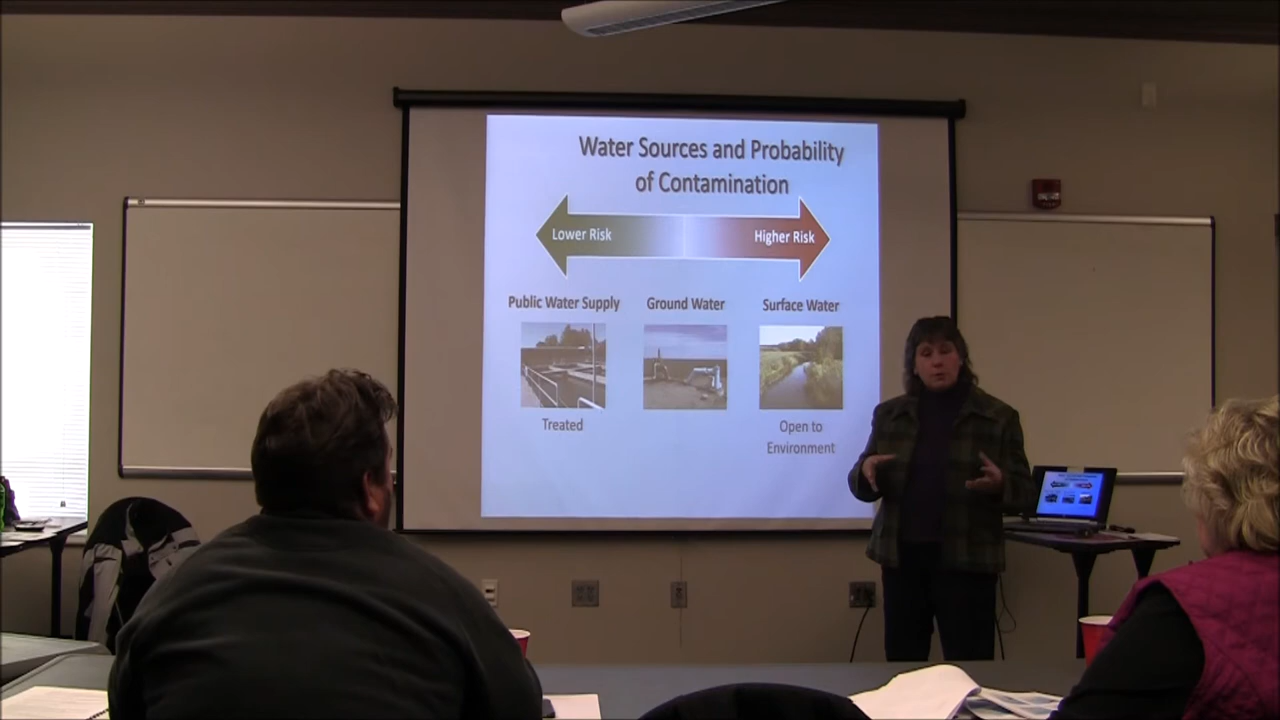 Water Sources and Probability
of Contamination
Lower Risk
Higher Risk
Public Water Supply
Ground Water
Surface Water
Treated
Open to
Environment